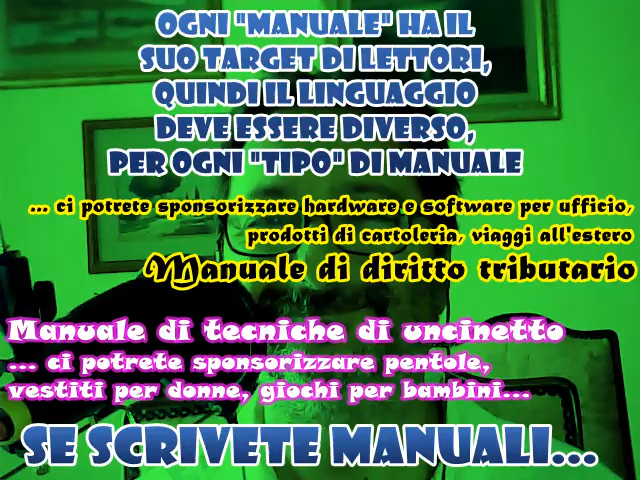 OGNI "MANUALE" HA IL
SUO TARGET DI LETTORI,
QUINDI IL LINGUAGGIO
DEVE ESSERE DIVERSO,
PER OGNI "TIPO" DI MANUALE
... ci potrete sponsorizzare hardware e software per ufficio,
prodotti di cartoleria, viaggi all'estero
Manuale di diritto tributario
Manuale di tecniche di uncinetto
... ci potrete sponsorizzare pentole,
vestiti per donne, giochi per bambini...
SE SCRIVETE MANUALI...